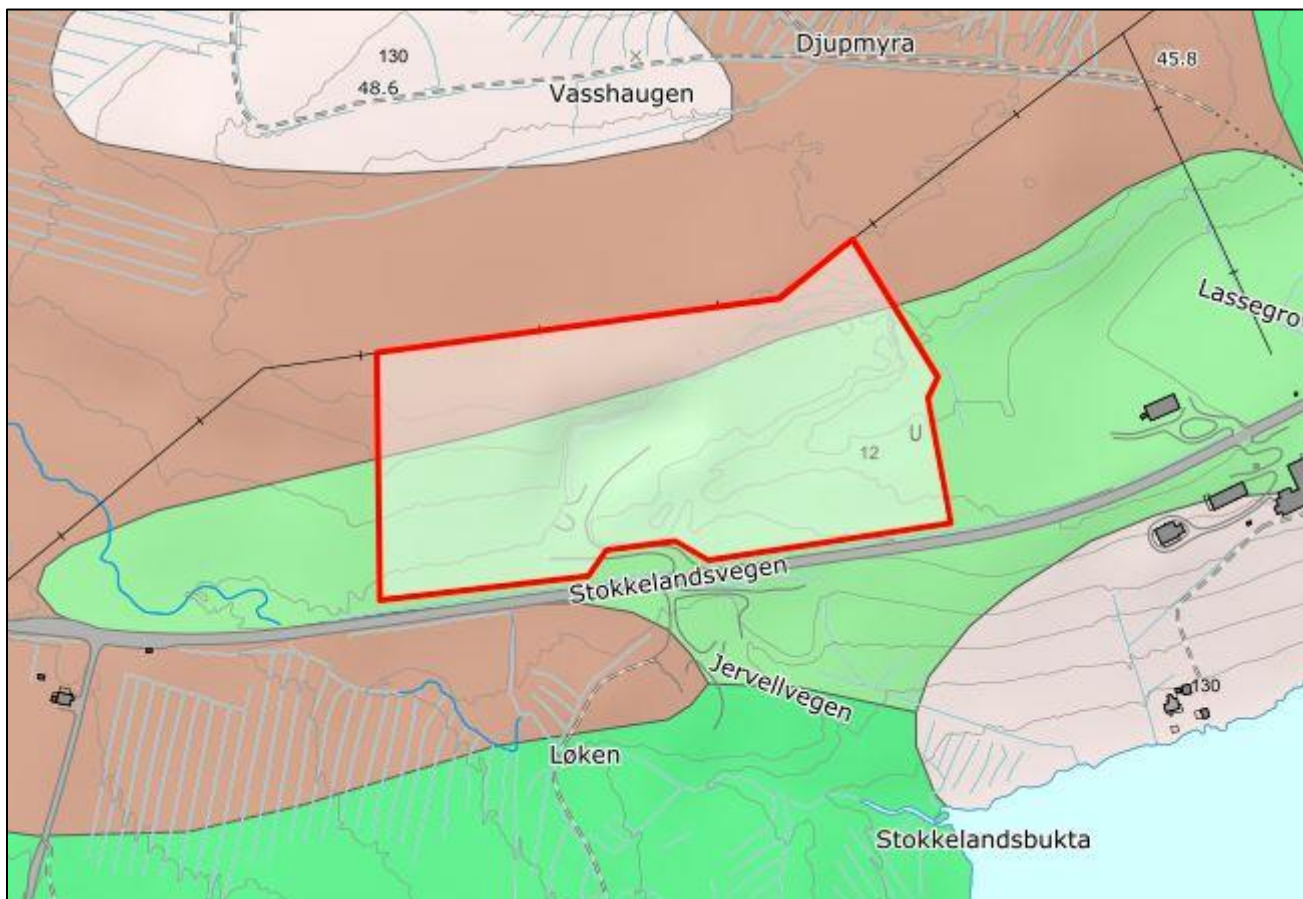 Djupmyra
130
45.8
48.6
Vasshaugen
Lassegro
U
12
Stokkelandsvegen
Jervellvegen
130
Løken
Stokkelandsbukta